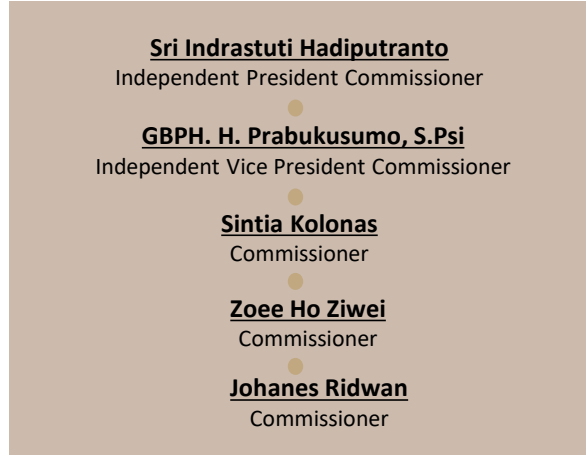 Sri Indrastuti Hadiputranto
Independent President Commissioner
GBPH. H. Prabukusumo, S.Psi
Independent Vice President Commissioner
Sintia Kolonas
Commissioner
Zoee Ho Ziwei
Commissioner
Johanes Ridwan
Commissioner